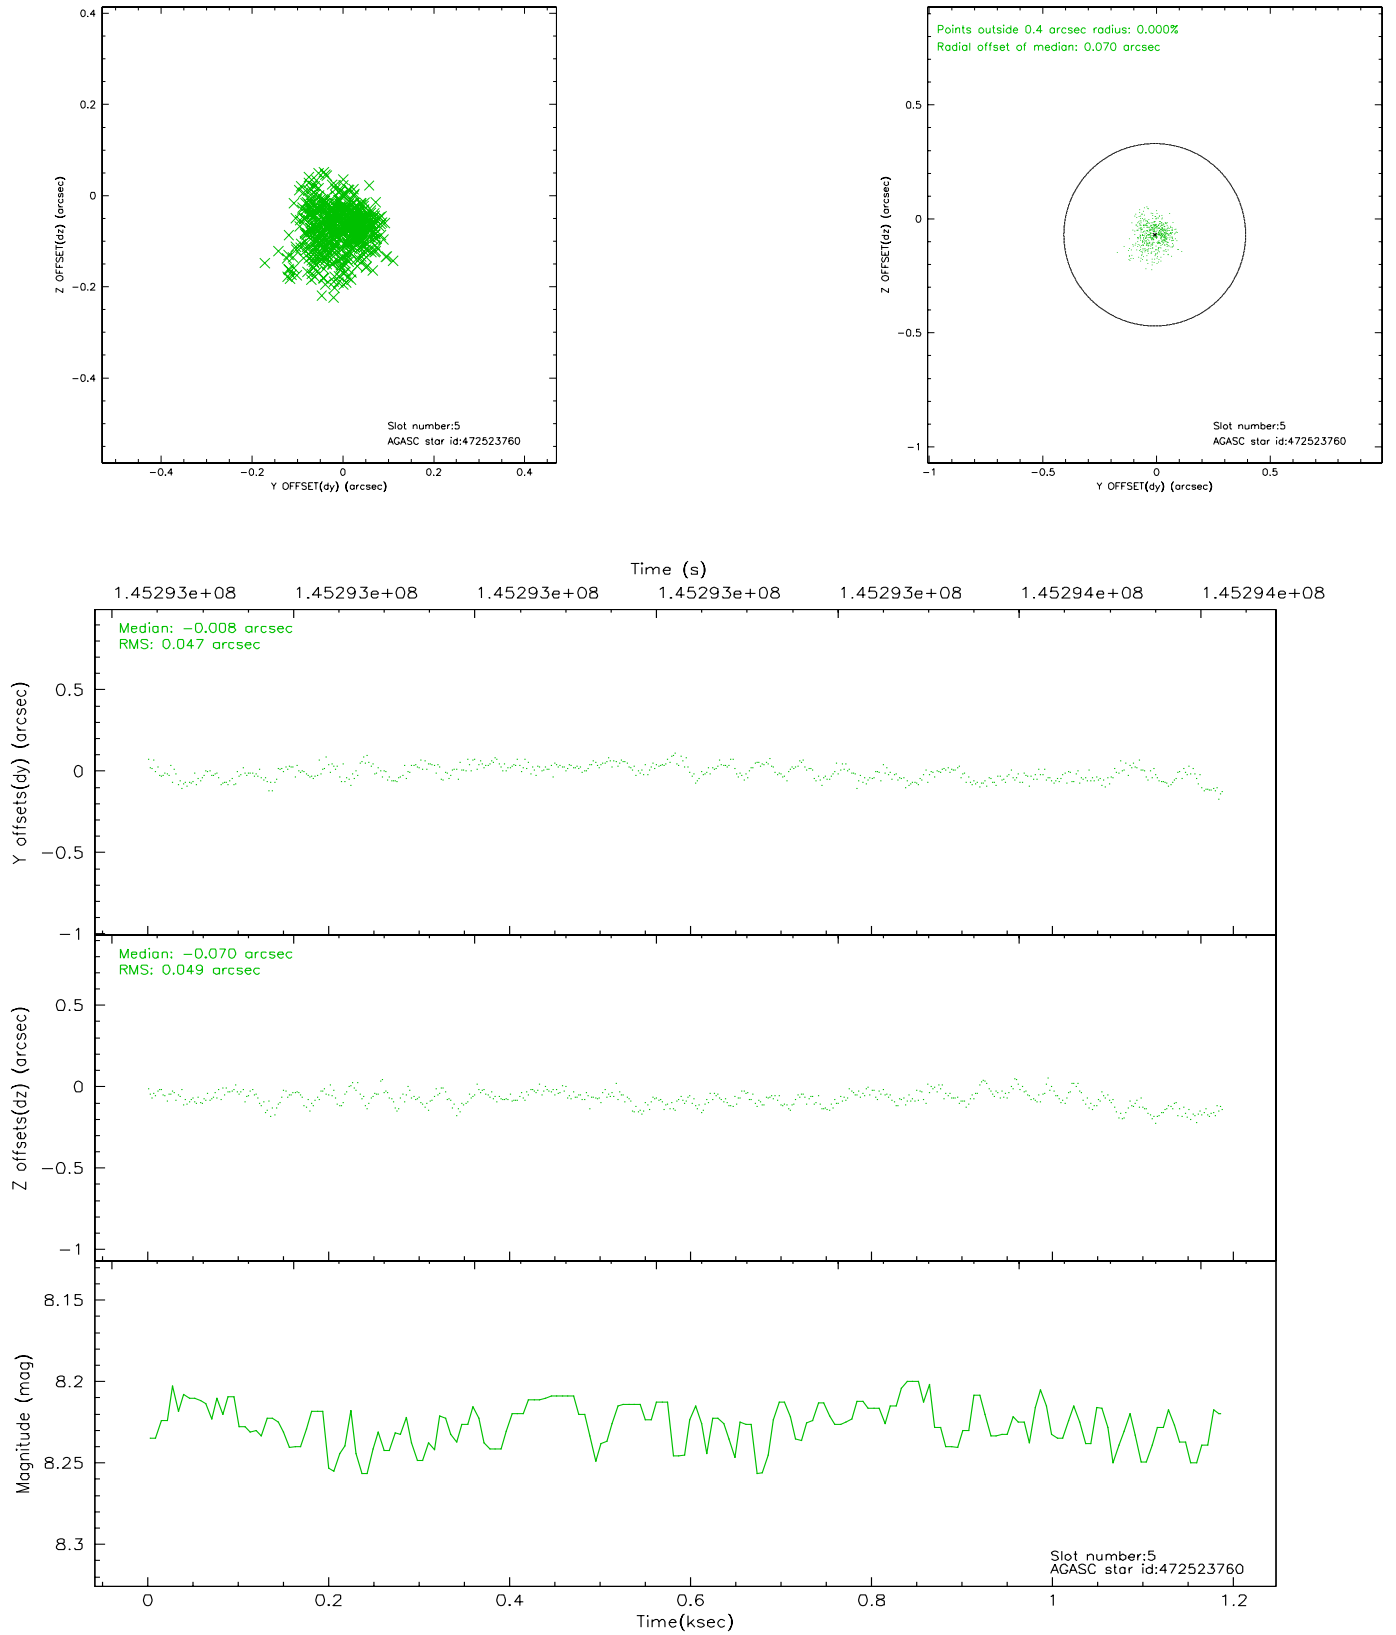 0.4
0.2
0
−0.2
−0.4
Z OFFSET(dz) (arcsec)
Slot number:5
AGASC star id:472523760
−0.4
−0.2
0
0.2
0.4
Y OFFSET(dy) (arcsec)
Points outside 0.4 arcsec radius: 0.000%
Radial offset of median: 0.070 arcsec
0.5
0
−0.5
−1
Z OFFSET(dz) (arcsec)
Slot number:5
AGASC star id:472523760
−1
−0.5
0
0.5
Y OFFSET(dy) (arcsec)
Time (s)
1.45293e+08
1.45293e+08
1.45293e+08
1.45293e+08
1.45293e+08
1.45294e+08
1.45294e+08
Median: −0.008 arcsec
RMS: 0.047 arcsec
0.5
0
−0.5
−1
Y offsets(dy) (arcsec)
Median: −0.070 arcsec
RMS: 0.049 arcsec
0.5
0
−0.5
−1
Z offsets(dz) (arcsec)
8.15
8.2
8.25
8.3
Magnitude (mag)
Slot number:5
AGASC star id:472523760
0
0.2
0.4
0.6
0.8
1
1.2
Time(ksec)